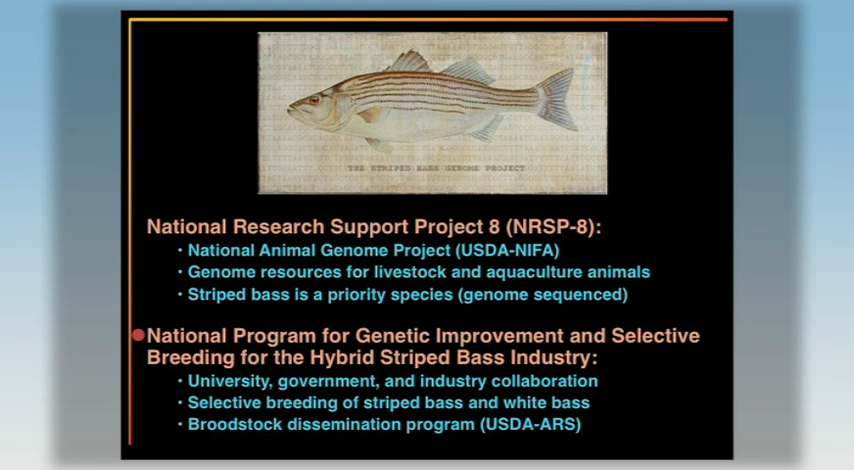 THE STRIPED BASS GENOME PROJECT
National Research Support Project 8 (NRSP-8):
· National Animal Genome Project (USDA-NIFA)
· Genome resources for livestock and aquaculture animals
· Striped bass is a priority species (genome sequenced)
National Program for Genetic Improvement and Selective
Breeding for the Hybrid Striped Bass Industry:
· University, government, and industry collaboration
· Selective breeding of striped bass and white bass
· Broodstock dissemination program (USDA-ARS)